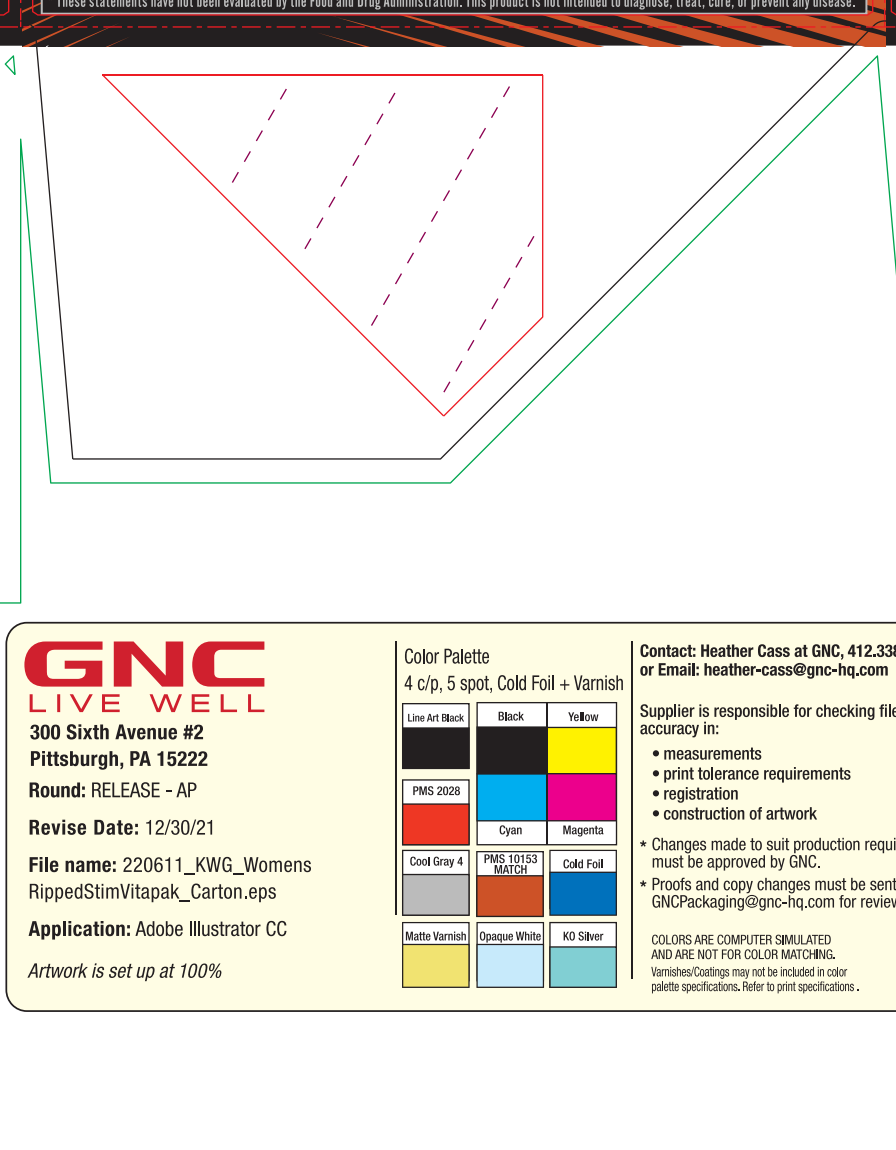 These statements have not been evaluated by the Food and Drug Administration. This product is not intended to diagnose, treat, cure, or prevent any disease.
GNC
LIVE WELL
300 Sixth Avenue #2
Pittsburgh, PA 15222
Round: RELEASE - AP
Revise Date: 12/30/21
File name: 220611_KWG_Womens
RippedStimVitapak_Carton.eps
Application: Adobe Illustrator CC
Artwork is set up at 100%
Color Palette
4 c/p, 5 spot, Cold Foil + Varnish
Line Art Black
Black
Yellow
PMS 2028
Cyan
Magenta
Cool Gray 4
PMS 10153
MATCH
Cold Foil
Matte Varnish
Opaque White
KO Silver
Contact: Heather Cass at GNC, 412.338
or Email: heather-cass@gnc-hq.com
Supplier is responsible for checking file
accuracy in:
• measurements
• print tolerance requirements
• registration
• construction of artwork
* Changes made to suit production requi
must be approved by GNC.
* Proofs and copy changes must be sent
GNCPackaging@gnc-hq.com for review
COLORS ARE COMPUTER SIMULATED
AND ARE NOT FOR COLOR MATCHING.
Varnishes/Coatings may not be included in color
palette specifications. Refer to print specifications .